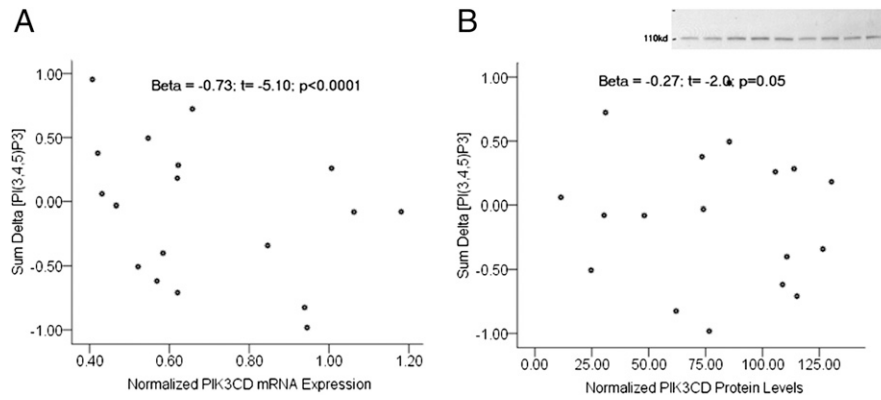 A
Beta = -0.73; t= -5.10; p<0.0001
Sum Delta [PI(3,4,5)P3]
1.00
0.50
0.00
-0.50
-1.00
0.40
0.60
0.80
1.00
1.20
Normalized PIK3CD mRNA Expression
B
110kd
Beta = -0.27; t= -2.0; p=0.05
Sum Delta [PI(3,4,5)P3]
1.00
0.50
0.00
-0.50
-1.00
0.00
25.00
50.00
75.00
100.00
125.00
Normalized PIK3CD Protein Levels